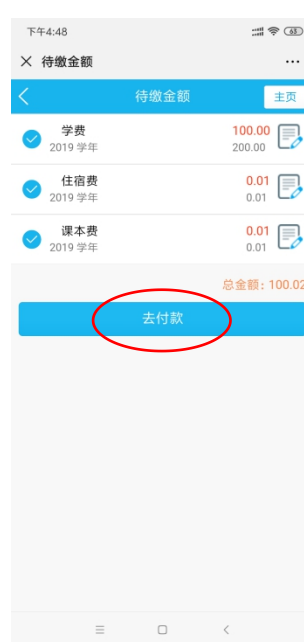 下午4:48
63
待缴金额
待缴金额
主页
学费
100.00
2019 学年
200.00
住宿费
0.01
2019 学年
0.01
课本费
0.01
2019 学年
0.01
总金额：100.02
去付款